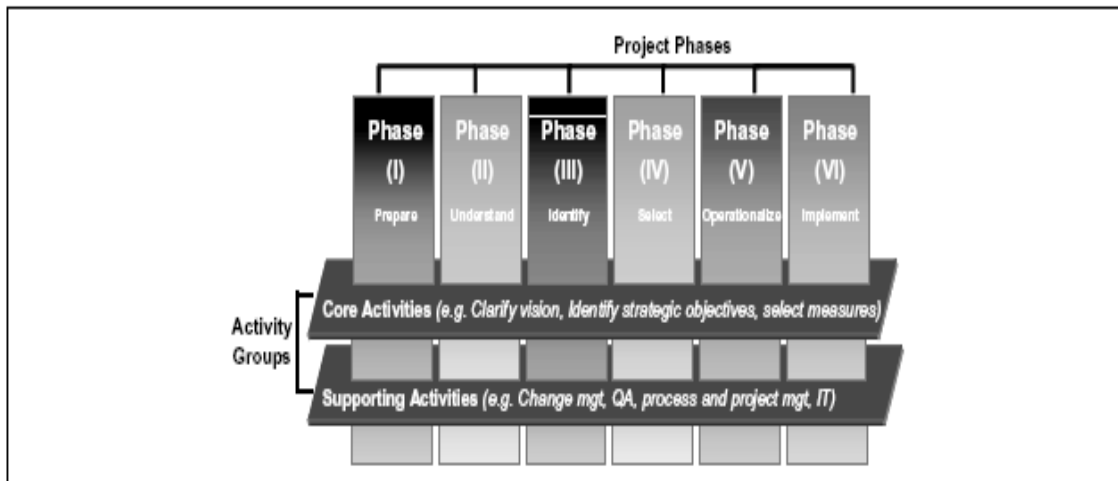 Project Phases
Phase
(I)
Prepare
Phase
(II)
Understand
Phase
(III)
Identify
Phase
(IV)
Select
Phase
(V)
Operationalize
Phase
(VI)
Implement
Activity
Groups
Core Activities (e.g. Clarify vision, Identify strategic objectives, select measures)
Supporting Activities (e.g. Change mgt, QA, process and project mgt, IT)